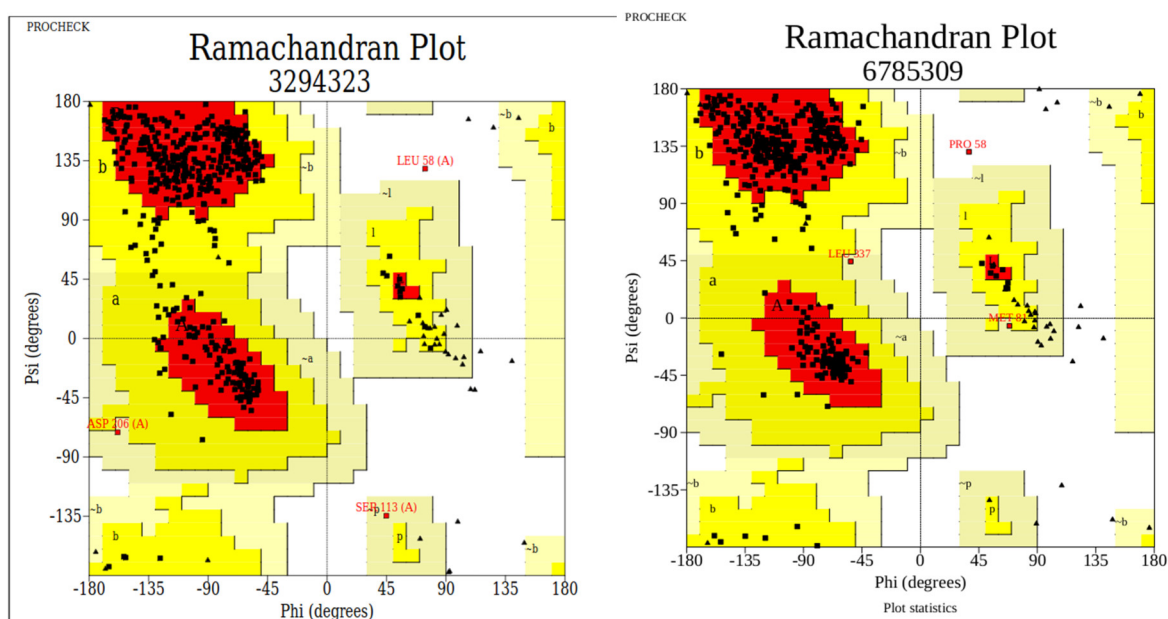 PROCHECK
Ramachandran Plot
3294323
180
135
90
45
0
-45
-90
-135
Psi (degrees)
B
b
~b
~b
b
LEU 58 (A)
~b
~l
l
a
A
~a
ASP 206 (A)
SER 113 (A)
~p
~b
b
p
~b
-180
-135
-90
-45
0
45
90
135
180
Phi (degrees)
PROCHECK
Ramachandran Plot
6785309
180
135
90
45
0
-45
-90
-135
Psi (degrees)
B
~b
b
b
PRO 58
~b
~l
l
LEU 337
a
A
MET 81
~a
~b
~p
b
p
~b
-180
-135
-90
-45
0
45
90
135
180
Phi (degrees)
Plot statistics